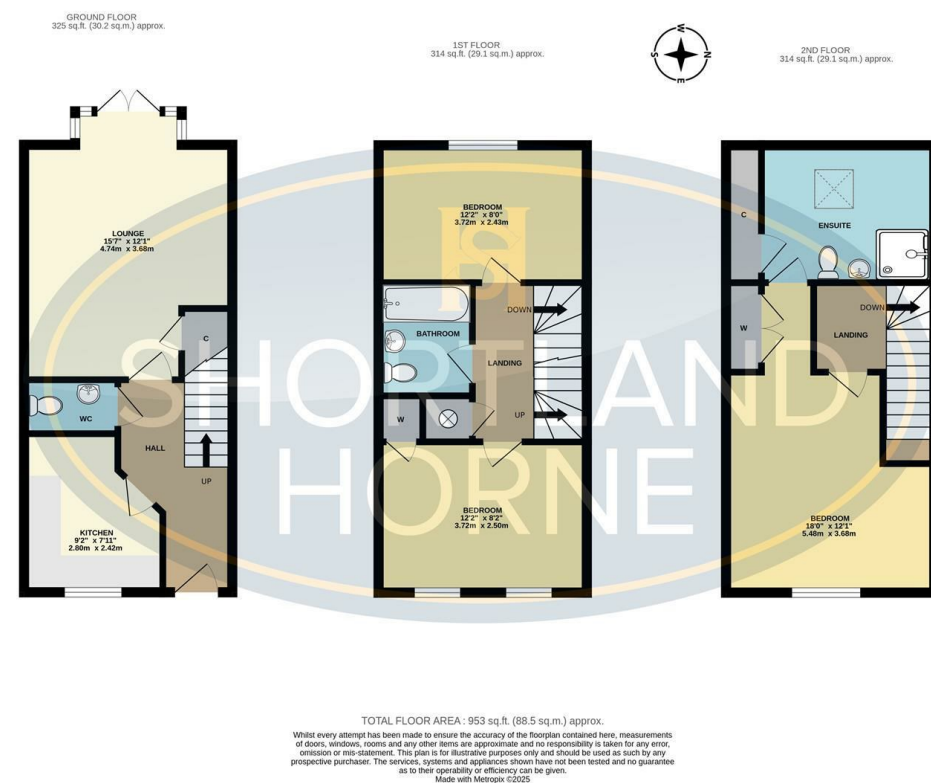 GROUND FLOOR
325 sq.ft. (30.2 sq.m.) approx.
1ST FLOOR
314 sq.ft. (29.1 sq.m.) approx.
2ND FLOOR
314 sq.ft. (29.1 sq.m.) approx.
W
S
N
E
LOUNGE
15'7" x 12'1"
4.74m x 3.68m
C
WC
HALL
UP
KITCHEN
9'2" x 7'11"
2.80m x 2.42m
BEDROOM
12'2" x 8'0"
3.72m x 2.43m
DOWN
BATHROOM
LANDING
UP
W
BEDROOM
12'2" x 8'2"
3.72m x 2.50m
C
ENSUITE
DOWN
W
LANDING
BEDROOM
18'0" x 12'1"
5.48m x 3.68m
SHORTLAND
HORNE
TOTAL FLOOR AREA : 953 sq.ft. (88.5 sq.m.) approx.
Whilst every attempt has been made to ensure the accuracy of the floorplan contained here, measurements
of doors, windows, rooms and any other items are approximate and no responsibility is taken for any error,
omission or mis-statement. This plan is for illustrative purposes only and should be used as such by any
prospective purchaser. The services, systems and appliances shown have not been tested and no guarantee
as to their operability or efficiency can be given.
Made with Metropix ©2025